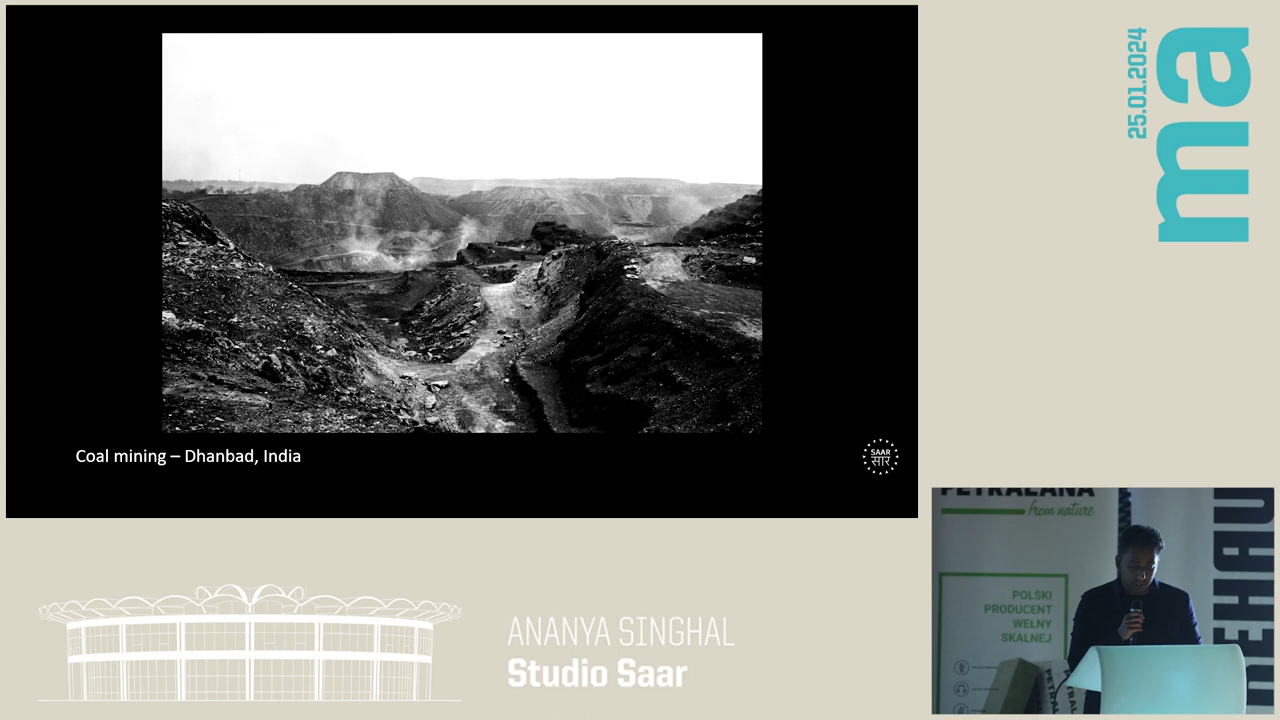 Coal mining – Dhanbad, India
SAAR
सार
25.01.2024
ma
ANANYA SINGHAL
Studio Saar
PETRALANA
from nature
POLSKI
PRODUCENT
WEŁNY
SKALNEJ